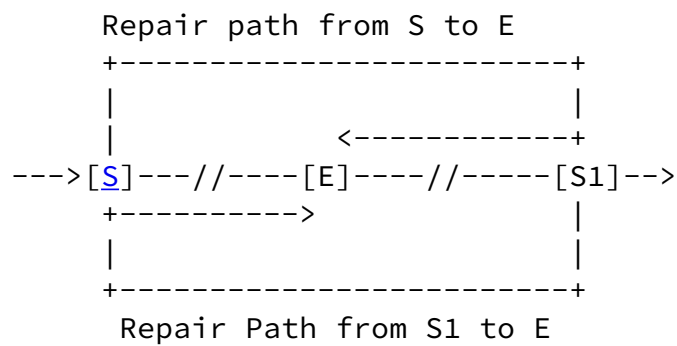 Repair path from S to E
+-------------------------+
|                         |
|            <------------+
--->[S]---//----[E]----//-----[S1]-->
+---------->              |
|                         |
+-------------------------+
Repair Path from S1 to E